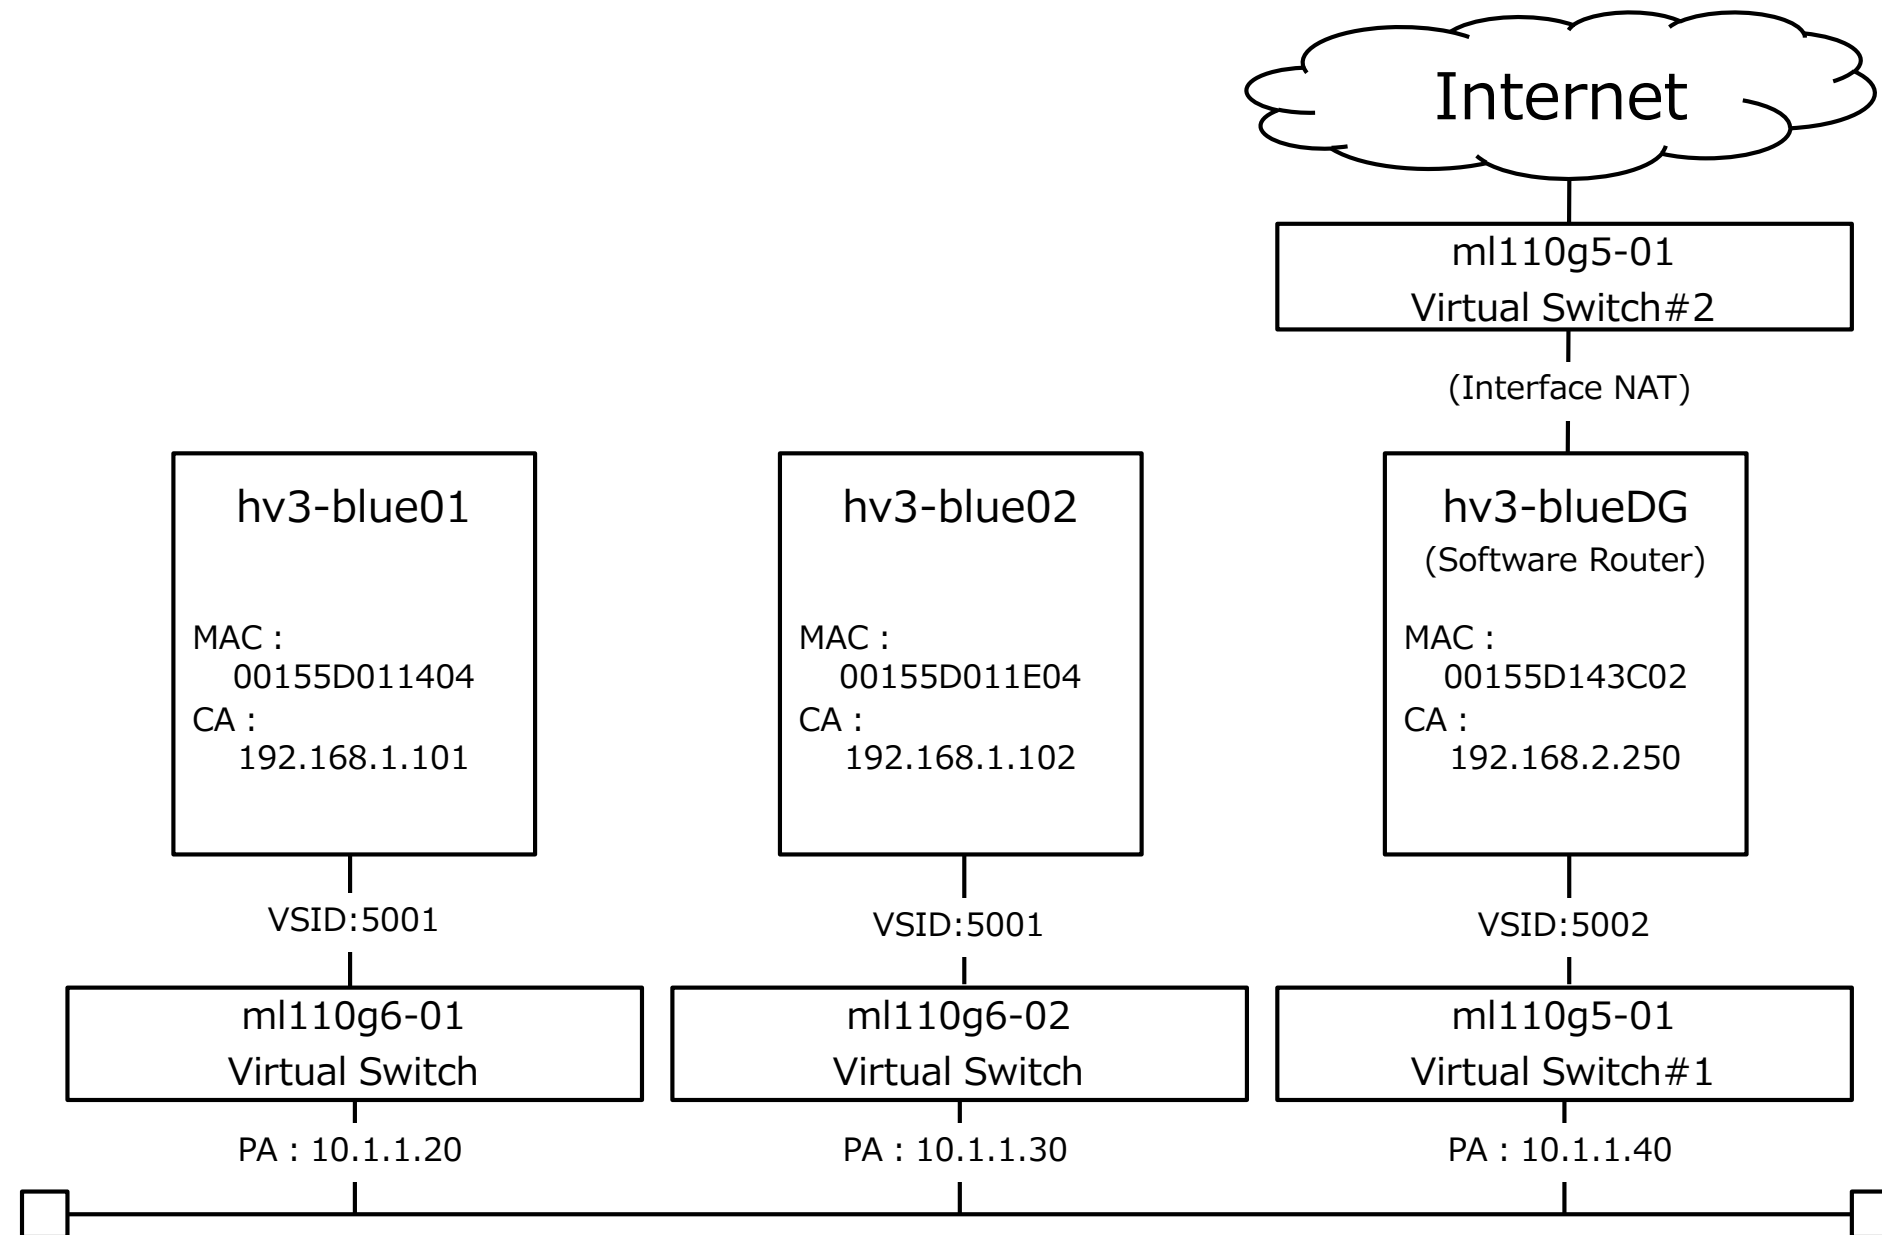 Internet
ml110g5-01
Virtual Switch#2
(Interface NAT)
hv3-blue01
MAC :
00155D011404
CA :
192.168.1.101
hv3-blue02
MAC :
00155D011E04
CA :
192.168.1.102
hv3-blueDG
(Software Router)
MAC :
00155D143C02
CA :
192.168.2.250
VSID:5001
VSID:5001
VSID:5002
ml110g6-01
Virtual Switch
ml110g6-02
Virtual Switch
ml110g5-01
Virtual Switch#1
PA : 10.1.1.20
PA : 10.1.1.30
PA : 10.1.1.40